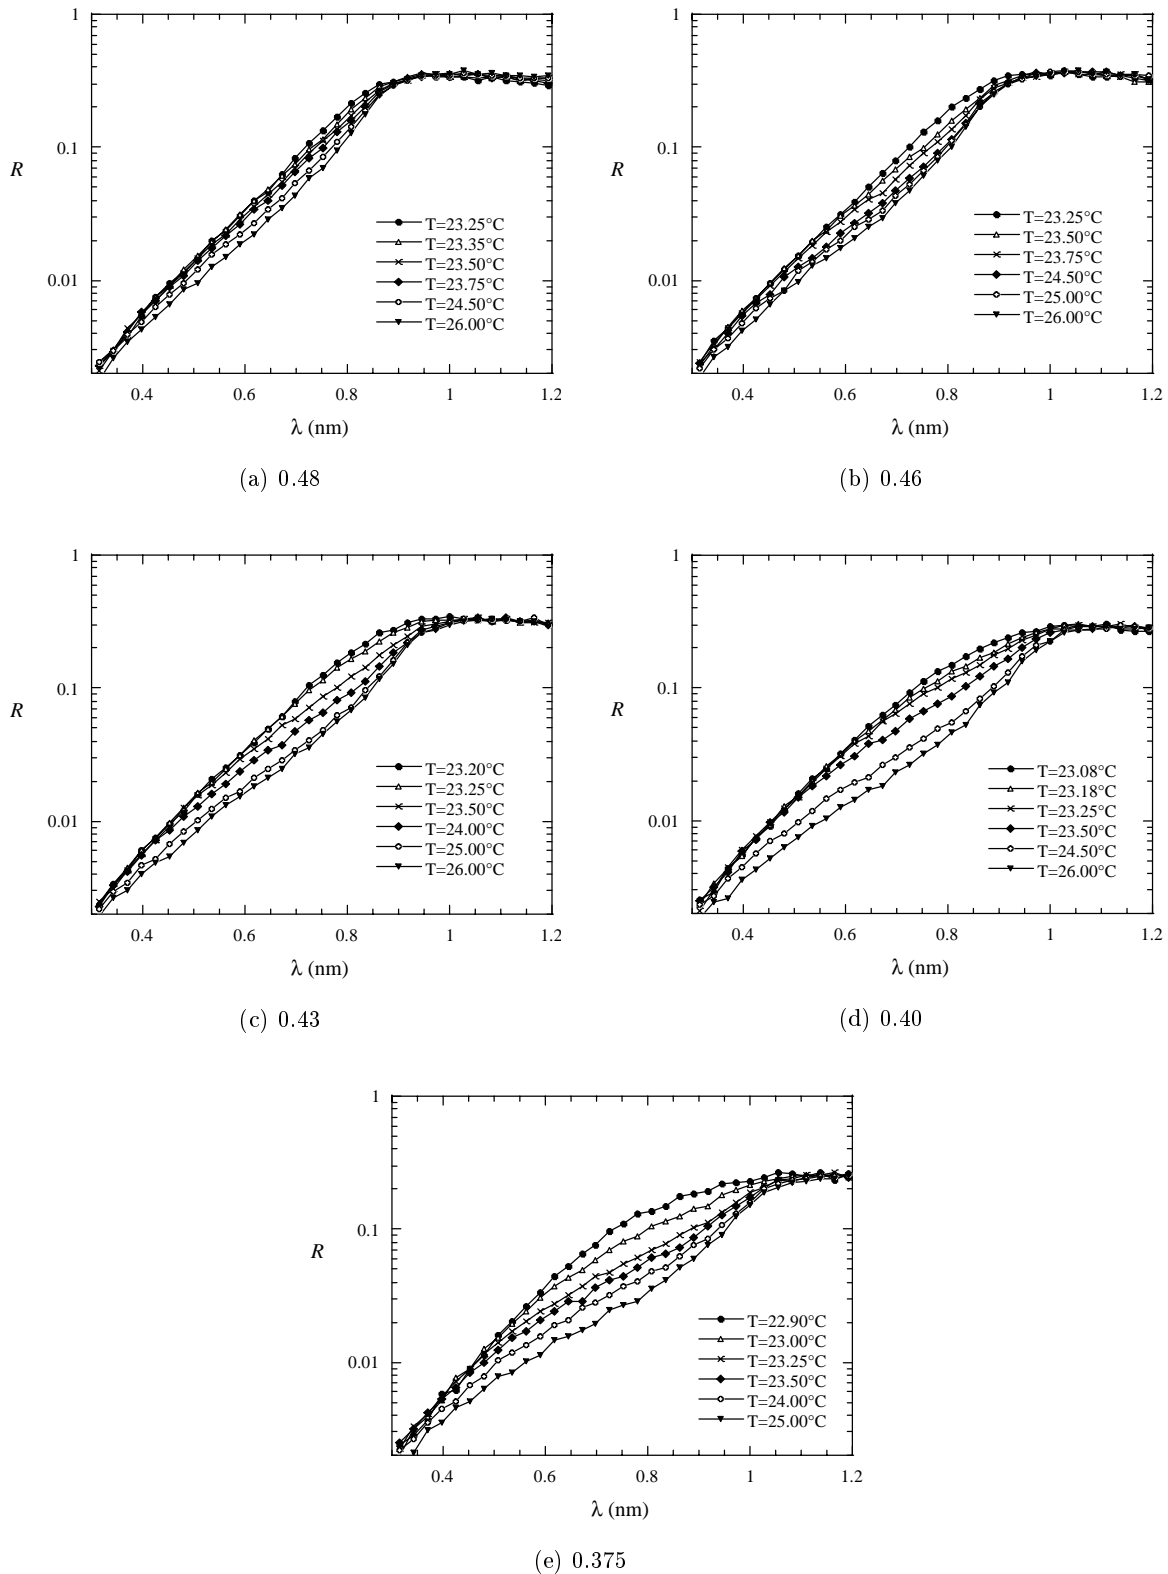 1
0.1
0.01
R
T=23.25°C
T=23.35°C
T=23.50°C
T=23.75°C
T=24.50°C
T=26.00°C
0.4 0.6 0.8 1 1.2
λ (nm)
(a) 0.48
1
0.1
0.01
R
T=23.25°C
T=23.50°C
T=23.75°C
T=24.50°C
T=25.00°C
T=26.00°C
0.4 0.6 0.8 1 1.2
λ (nm)
(b) 0.46
1
0.1
0.01
R
T=23.20°C
T=23.25°C
T=23.50°C
T=24.00°C
T=25.00°C
T=26.00°C
0.4 0.6 0.8 1 1.2
λ (nm)
(c) 0.43
1
0.1
0.01
R
T=23.08°C
T=23.18°C
T=23.25°C
T=23.50°C
T=24.50°C
T=26.00°C
0.4 0.6 0.8 1 1.2
λ (nm)
(d) 0.40
1
0.1
0.01
R
T=22.90°C
T=23.00°C
T=23.25°C
T=23.50°C
T=24.00°C
T=25.00°C
0.4 0.6 0.8 1 1.2
λ (nm)
(e) 0.375